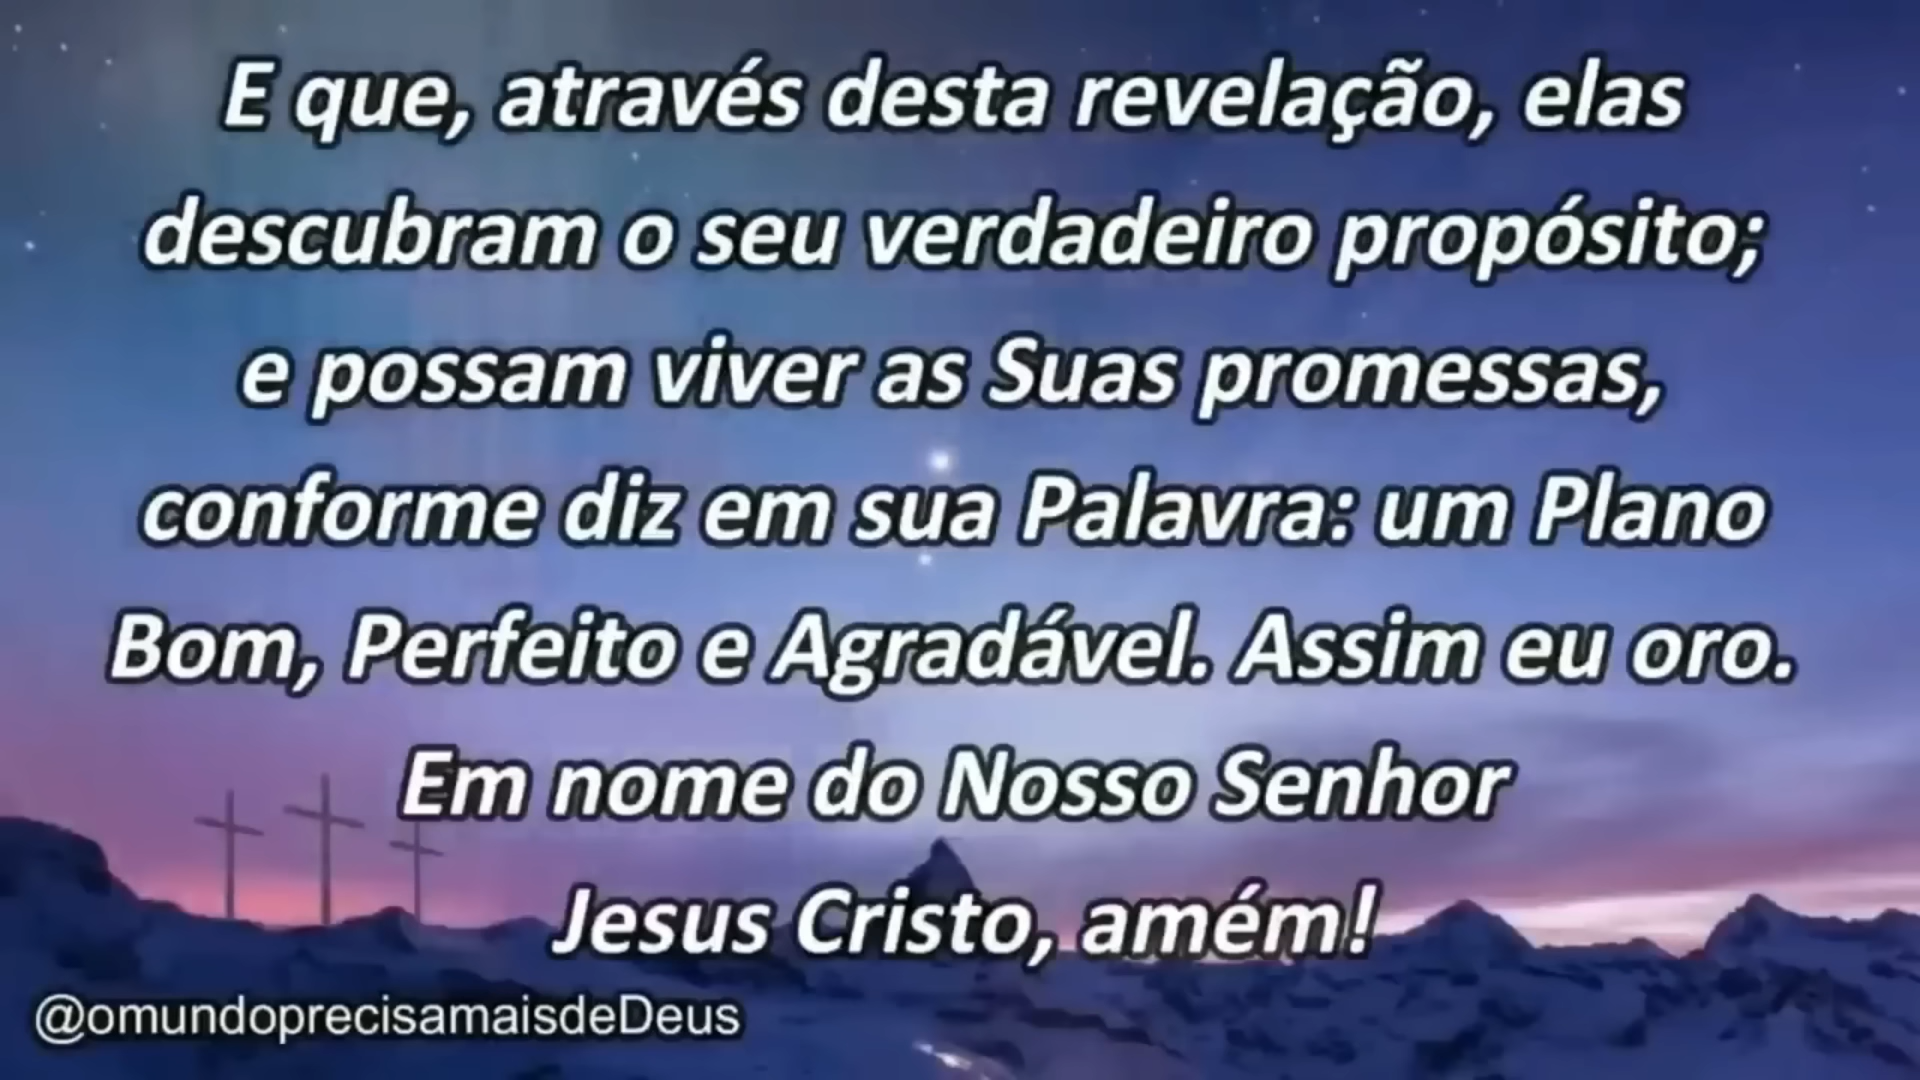 E que, através desta revelação, elas
descubram o seu verdadeiro propósito;
e possam viver as Suas promessas,
conforme diz em sua Palavra: um Plano
Bom, Perfeito e Agradável. Assim eu oro.
Em nome do Nosso Senhor
Jesus Cristo, amém!
@omundoprecisamaisdeDeus